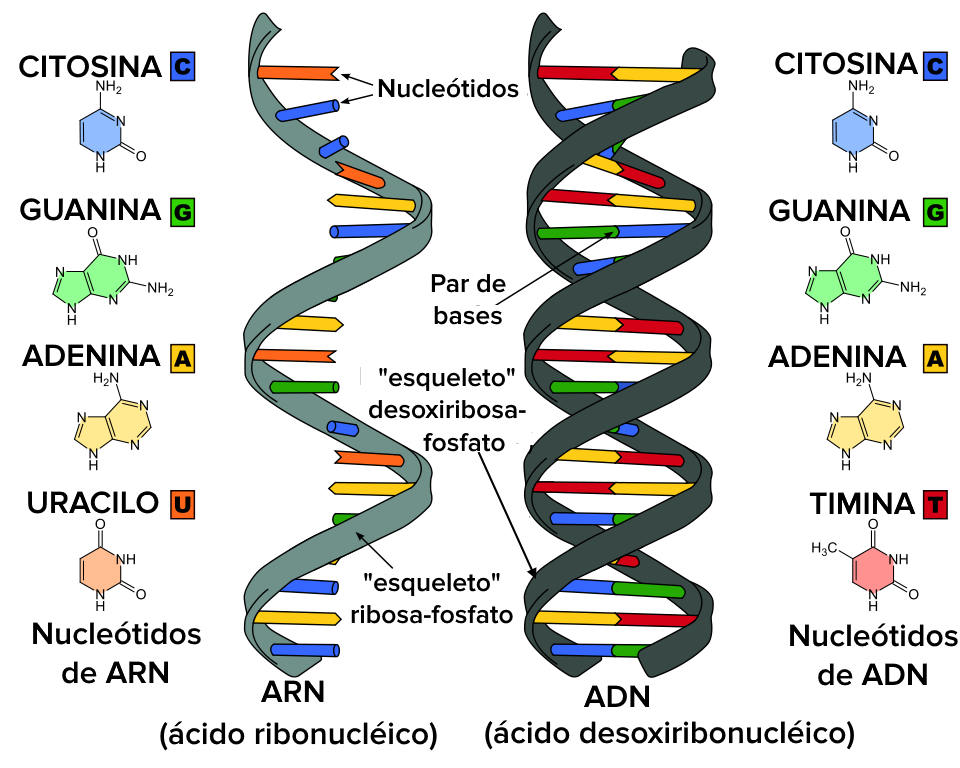 CITOSINA C
NH₂
N
N
H
O
GUANINA G
O
N
NH
N
H
N
NH₂
ADENINA A
H₂N
N
N
N
H
N
URACILO U
O
NH
N
H
O
Nucleótidos
de ARN
Nucleótidos
Par de
bases
"esqueleto"
desoxiribosa-
fosfato
"esqueleto"
ribosa-fosfato
ARN
(ácido ribonucléico)
ADN
(ácido desoxiribonucléico)
CITOSINA C
NH₂
N
N
H
O
GUANINA G
O
N
NH
N
H
N
NH₂
ADENINA A
H₂N
N
N
N
H
N
TIMINA T
O
H₃C
NH
N
H
O
Nucleótidos
de ADN